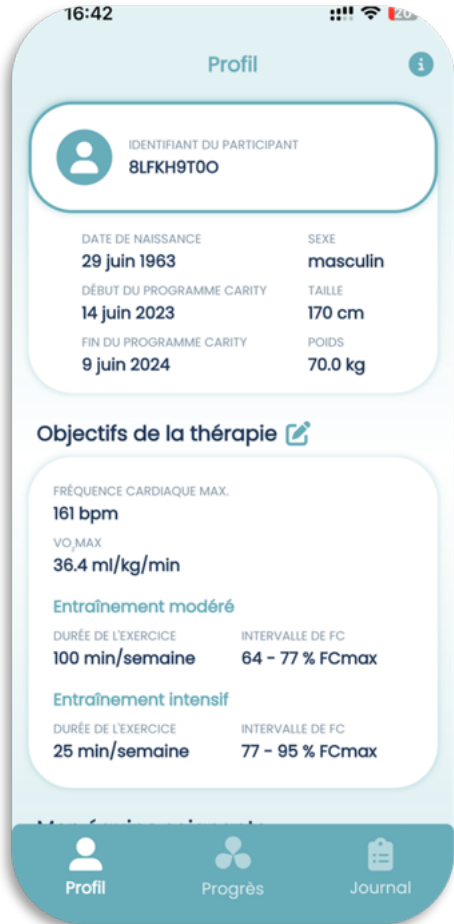 16:42
20
Profil
IDENTIFIANT DU PARTICIPANT
8LFKH9T0O
DATE DE NAISSANCE
29 juin 1963
SEXE
masculin
DÉBUT DU PROGRAMME CARITY
14 juin 2023
TAILLE
170 cm
FIN DU PROGRAMME CARITY
9 juin 2024
POIDS
70.0 kg
Objectifs de la thérapie
FRÉQUENCE CARDIAQUE MAX.
161 bpm
VO₂MAX
36.4 ml/kg/min
Entraînement modéré
DURÉE DE L'EXERCICE
100 min/semaine
INTERVALLE DE FC
64 - 77 % FCmax
Entraînement intensif
DURÉE DE L'EXERCICE
25 min/semaine
INTERVALLE DE FC
77 - 95 % FCmax
Profil
Progrès
Journal